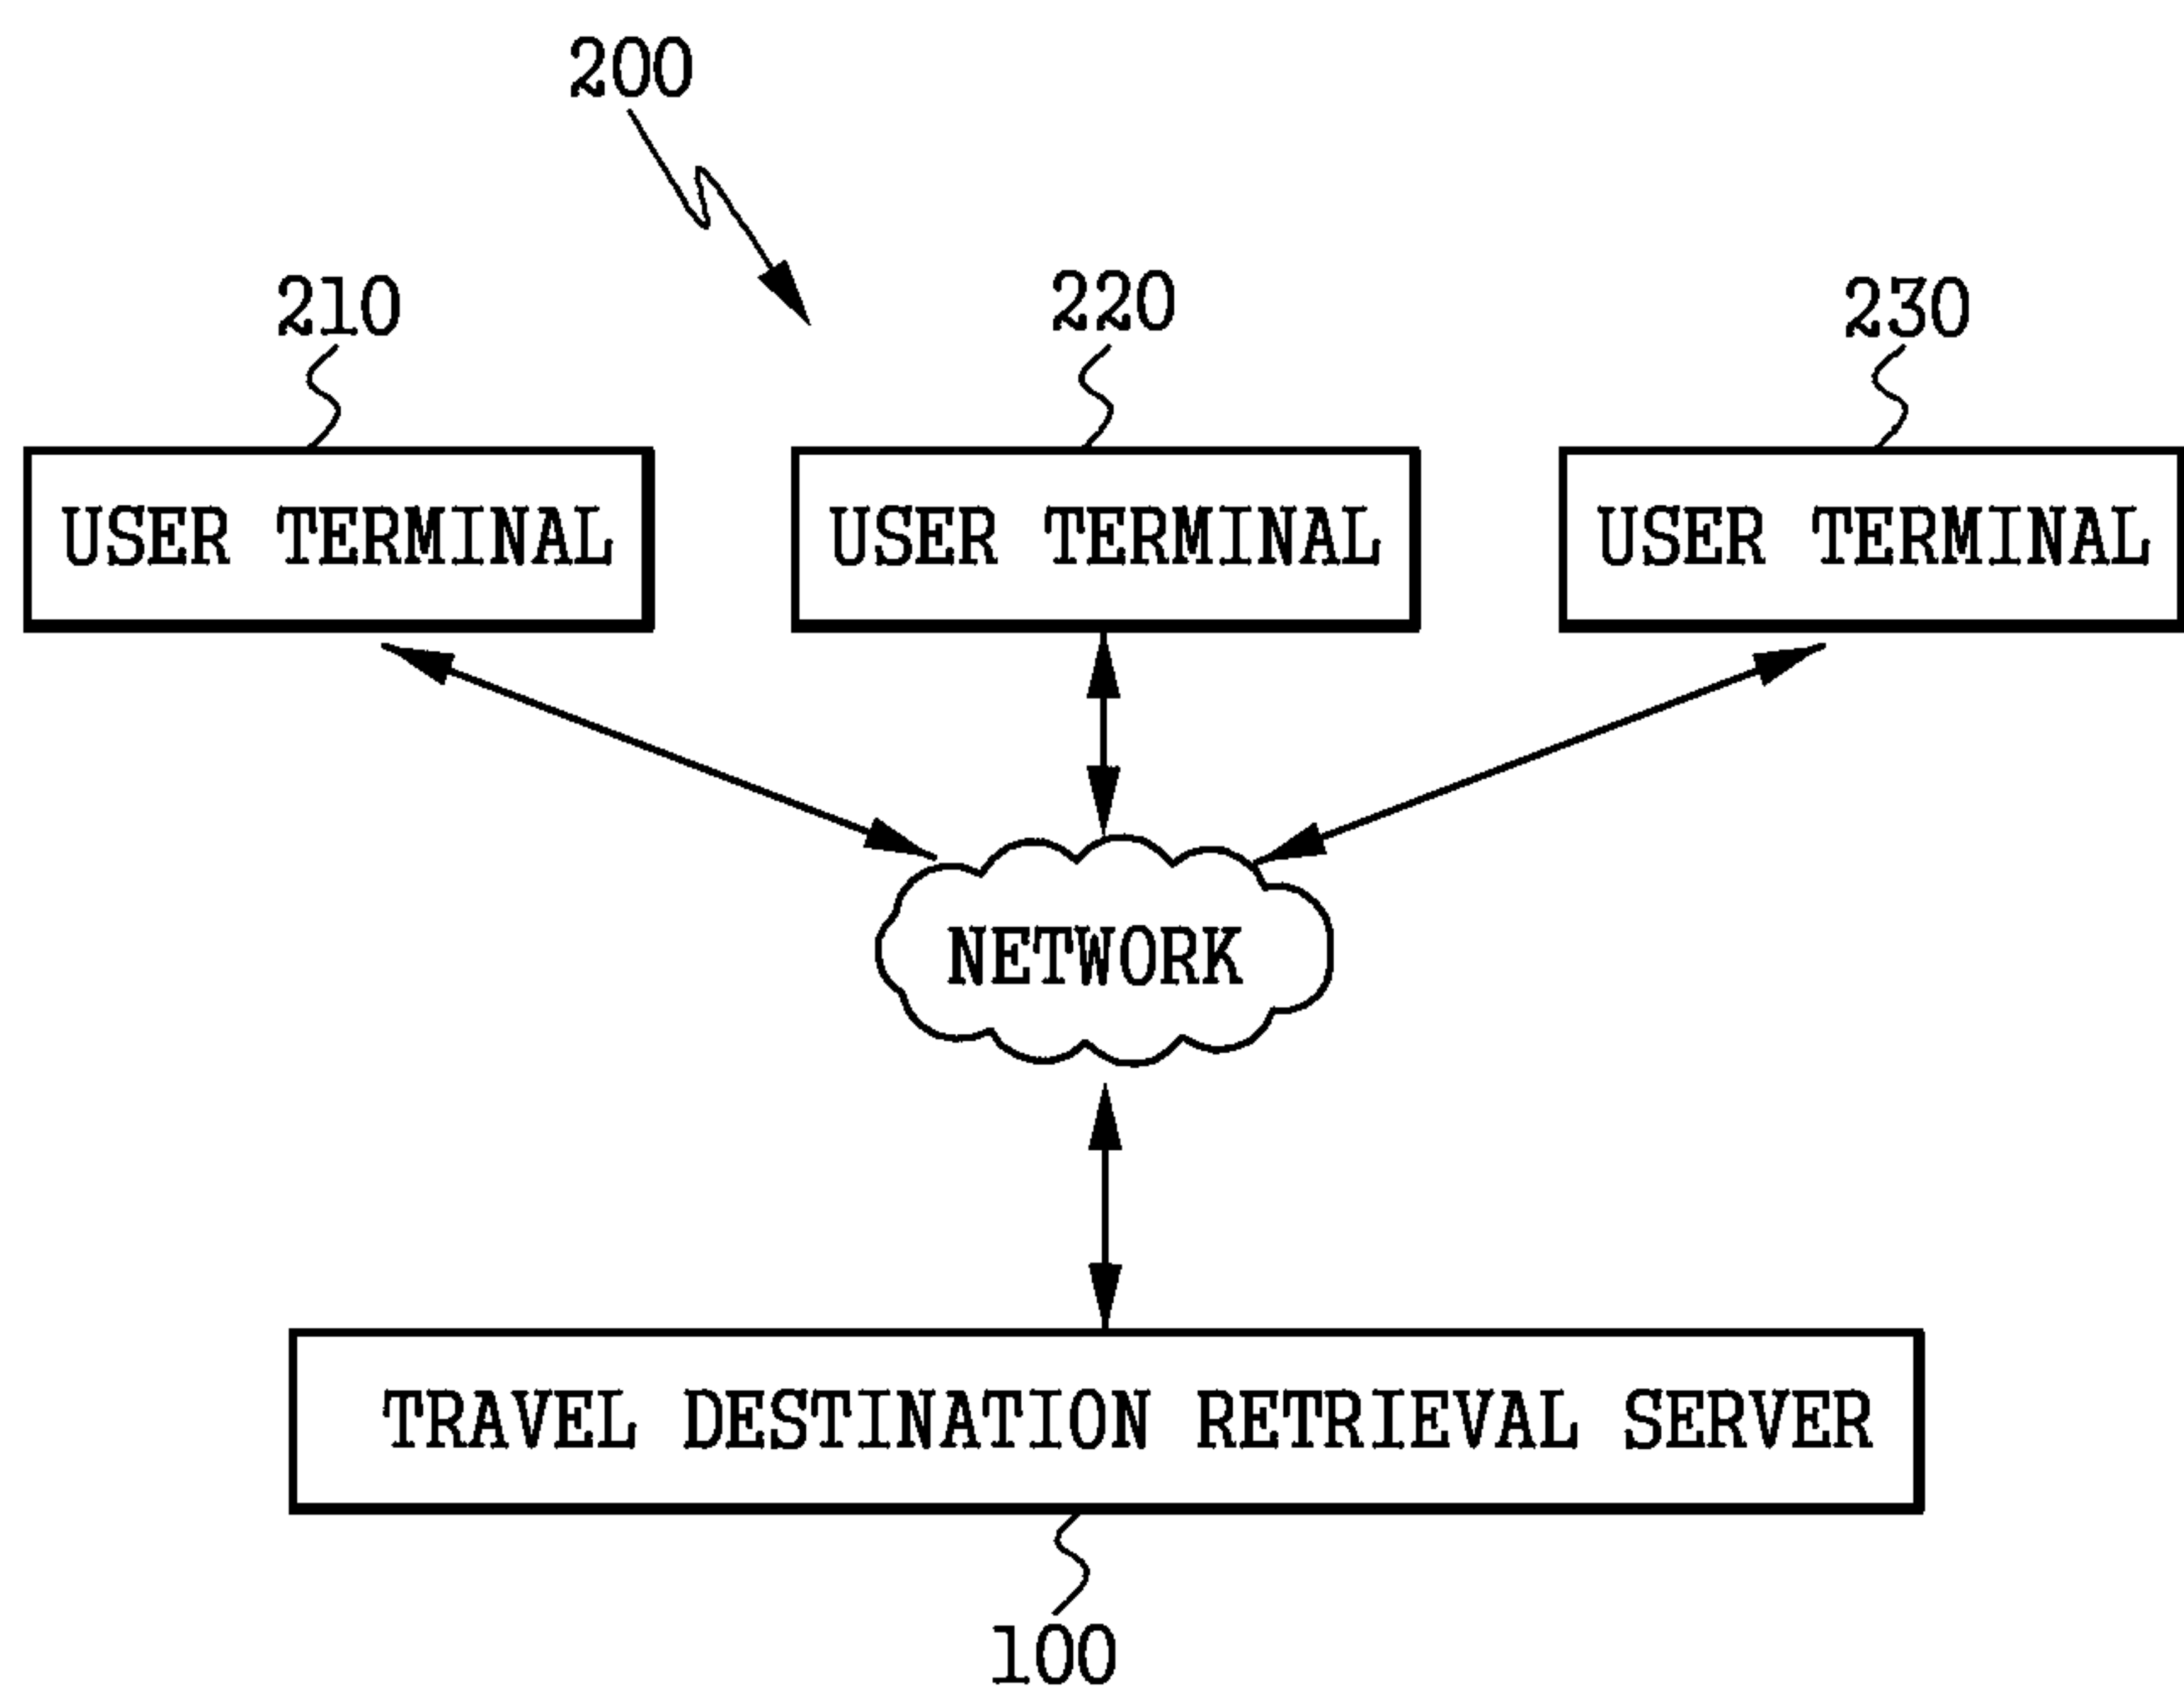 200
210 220 230
USER TERMINAL USER TERMINAL USER TERMINAL
NETWORK
TRAVEL DESTINATION RETRIEVAL SERVER
100